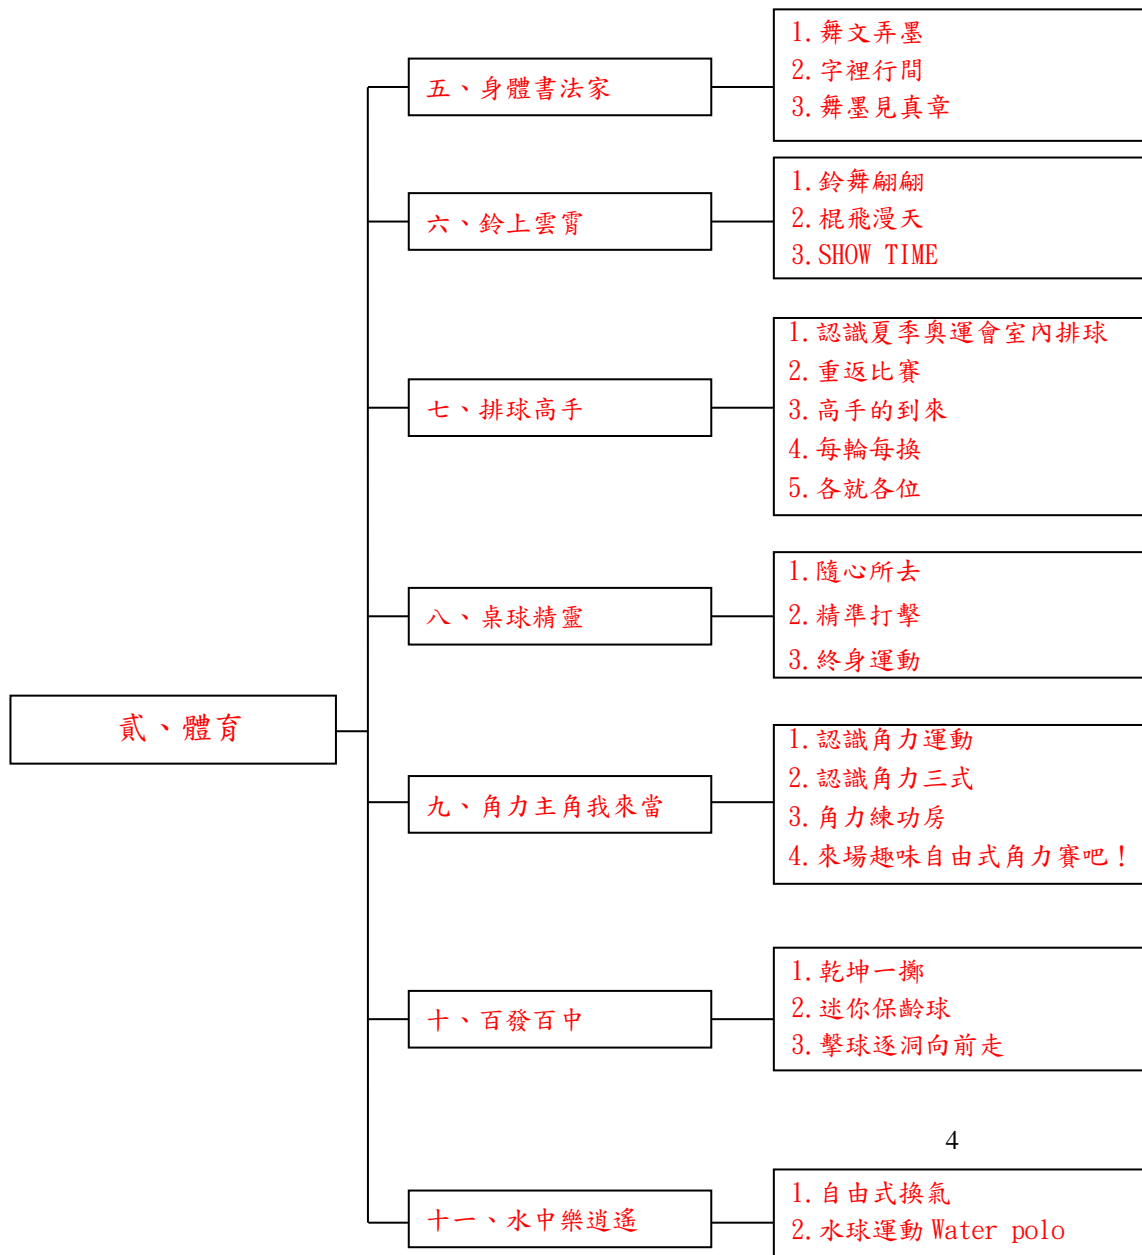 五、身體書法家
1.舞文弄墨
2.字裡行間
3.舞墨見真章
六、鈴上雲霄
1.鈴舞翩翩
2.棍飛漫天
3.SHOW TIME
七、排球高手
1.認識夏季奧運會室內排球
2.重返比賽
3.高手的到來
4.每輪每換
5.各就各位
八、桌球精靈
1.隨心所去
2.精準打擊
3.終身運動
貳、體育
九、角力主角我來當
1.認識角力運動
2.認識角力三式
3.角力練功房
4.來場趣味自由式角力賽吧！
十、百發百中
1.乾坤一擲
2.迷你保齡球
3.擊球逐洞向前走
4
十一、水中樂逍遙
1.自由式換氣
2.水球運動 Water polo